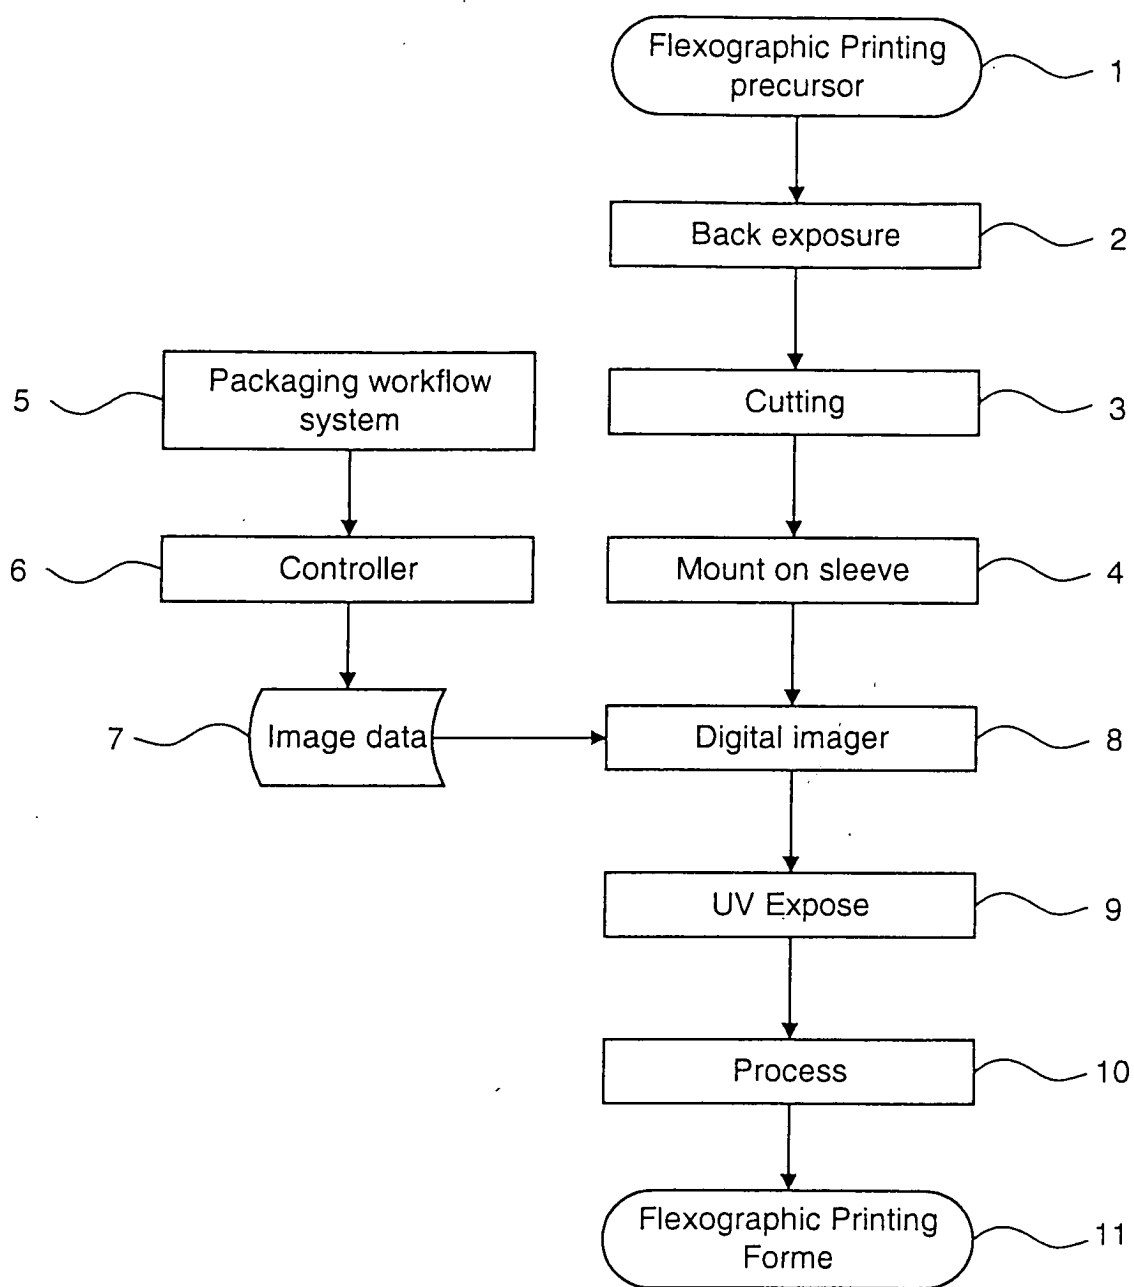 Flexographic Printing
precursor
1
Back exposure
2
Cutting
3
Packaging workflow
system
5
Controller
6
Mount on sleeve
4
Image data
7
Digital imager
8
UV Expose
9
Process
10
Flexographic Printing
Forme
11